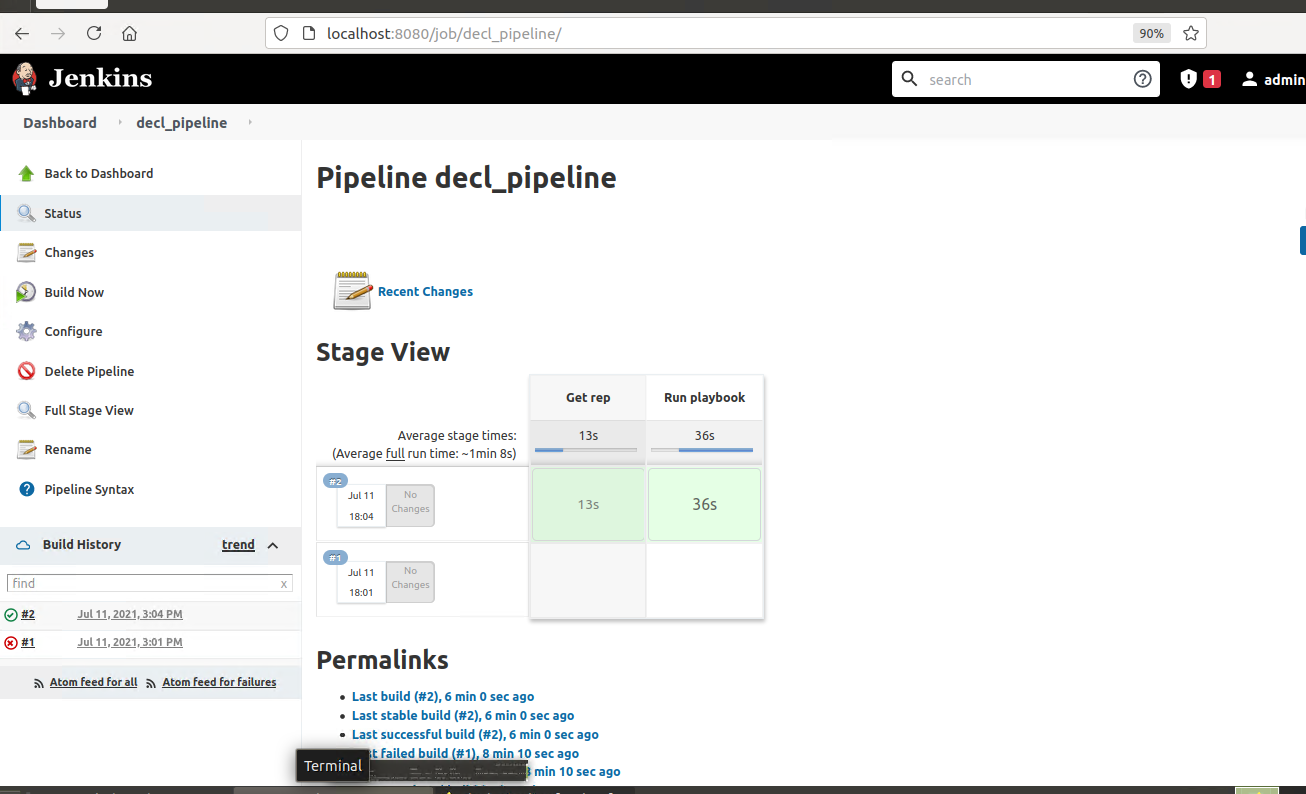 localhost:8080/job/decl_pipeline/
90%
Jenkins
search
1
admin
Dashboard
decl_pipeline
Back to Dashboard
Status
Changes
Build Now
Configure
Delete Pipeline
Full Stage View
Rename
Pipeline Syntax
Build History
trend
find
x
#2 Jul 11, 2021, 3:04 PM
#1 Jul 11, 2021, 3:01 PM
Atom feed for all
Atom feed for failures
Pipeline decl_pipeline
Recent Changes
Stage View
Get rep
Run playbook
Average stage times:
(Average full run time: ~1min 8s)
13s
36s
#2
Jul 11
18:04
No
Changes
13s
36s
#1
Jul 11
18:01
No
Changes
Permalinks
Last build (#2), 6 min 0 sec ago
Last stable build (#2), 6 min 0 sec ago
Last successful build (#2), 6 min 0 sec ago
failed build (#1), 8 min 10 sec ago
min 10 sec ago
Terminal